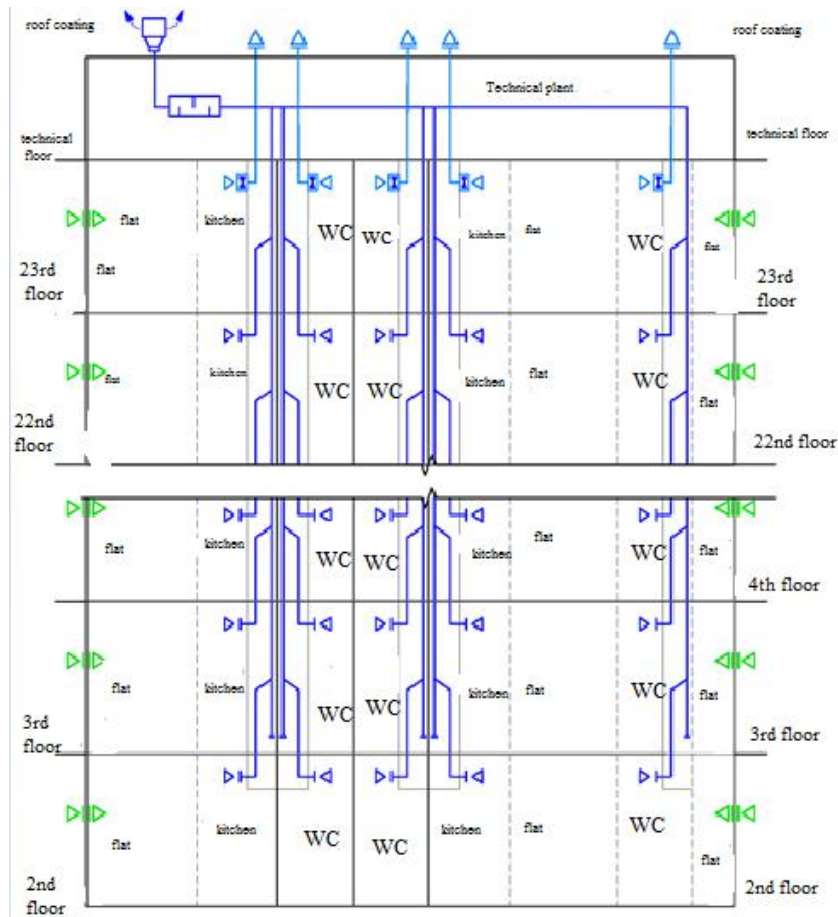 roof coating
roof coating
Technical plant
technical
floor
technical floor
flat
kitchen
WC
WC
kitchen
flat
WC
flat
flat
23rd
floor
23rd
floor
flat
kitchen
WC
WC
kitchen
flat
WC
flat
22nd
floor
22nd floor
flat
kitchen
WC
WC
kitchen
flat
WC
flat
4th floor
flat
kitchen
WC
WC
kitchen
flat
WC
flat
3rd
floor
3rd floor
flat
kitchen
WC
WC
kitchen
flat
WC
flat
2nd
floor
2nd floor